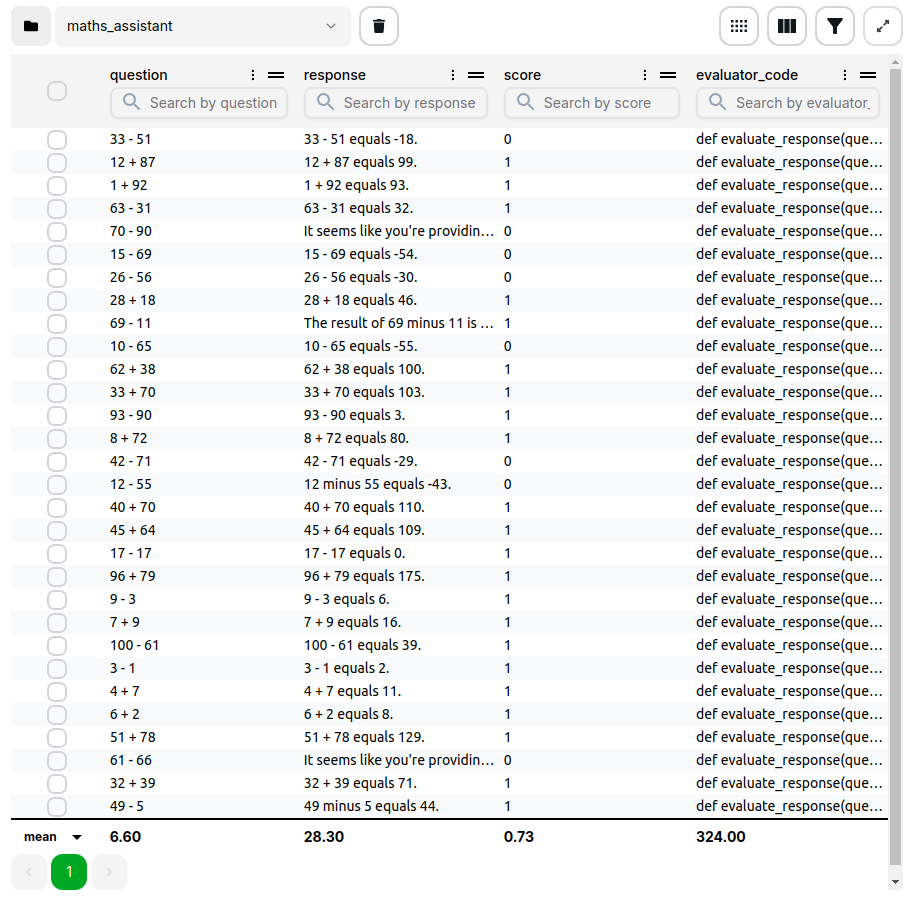 maths_assistant
question response score evaluator_code
Search by question Search by response Search by score Search by evaluator_
33 - 51 33 - 51 equals -18. 0 def evaluate_response(que...
12 + 87 12 + 87 equals 99. 1 def evaluate_response(que...
1 + 92 1 + 92 equals 93. 1 def evaluate_response(que...
63 - 31 63 - 31 equals 32. 1 def evaluate_response(que...
70 - 90 It seems like you're providin... 0 def evaluate_response(que...
15 - 69 15 - 69 equals -54. 0 def evaluate_response(que...
26 - 56 26 - 56 equals -30. 0 def evaluate_response(que...
28 + 18 28 + 18 equals 46. 1 def evaluate_response(que...
69 - 11 The result of 69 minus 11 is ... 1 def evaluate_response(que...
10 - 65 10 - 65 equals -55. 0 def evaluate_response(que...
62 + 38 62 + 38 equals 100. 1 def evaluate_response(que...
33 + 70 33 + 70 equals 103. 1 def evaluate_response(que...
93 - 90 93 - 90 equals 3. 1 def evaluate_response(que...
8 + 72 8 + 72 equals 80. 1 def evaluate_response(que...
42 - 71 42 - 71 equals -29. 0 def evaluate_response(que...
12 - 55 12 minus 55 equals -43. 0 def evaluate_response(que...
40 + 70 40 + 70 equals 110. 1 def evaluate_response(que...
45 + 64 45 + 64 equals 109. 1 def evaluate_response(que...
17 - 17 17 - 17 equals 0. 1 def evaluate_response(que...
96 + 79 96 + 79 equals 175. 1 def evaluate_response(que...
9 - 3 9 - 3 equals 6. 1 def evaluate_response(que...
7 + 9 7 + 9 equals 16. 1 def evaluate_response(que...
100 - 61 100 - 61 equals 39. 1 def evaluate_response(que...
3 - 1 3 - 1 equals 2. 1 def evaluate_response(que...
4 + 7 4 + 7 equals 11. 1 def evaluate_response(que...
6 + 2 6 + 2 equals 8. 1 def evaluate_response(que...
51 + 78 51 + 78 equals 129. 1 def evaluate_response(que...
61 - 66 It seems like you're providin... 0 def evaluate_response(que...
32 + 39 32 + 39 equals 71. 1 def evaluate_response(que...
49 - 5 49 minus 5 equals 44. 1 def evaluate_response(que...
mean 6.60 28.30 0.73 324.00
1